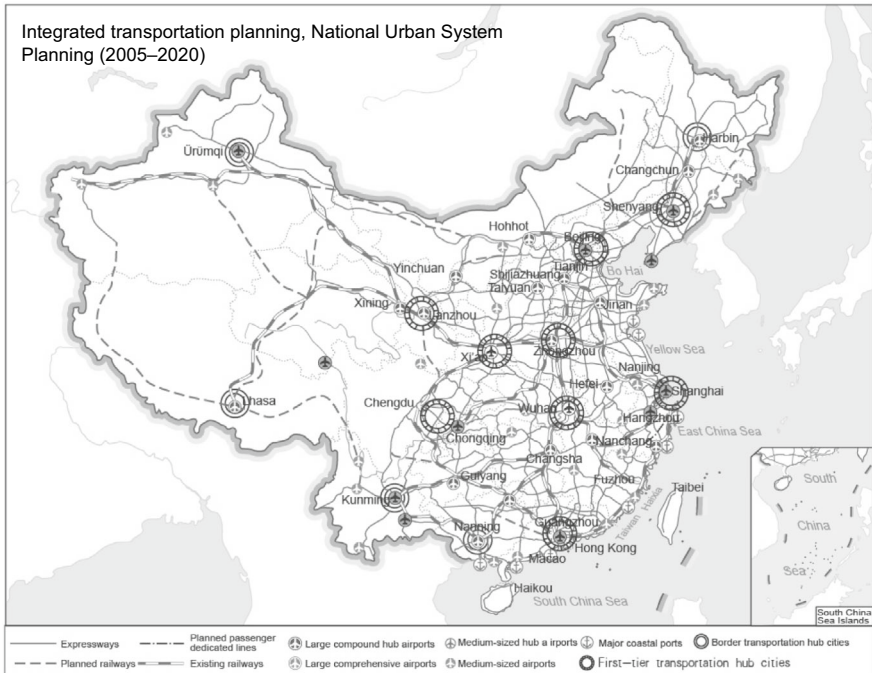 Integrated transportation planning, National Urban System
Planning (2005–2020)
Harbin
Ürümqi
Changchun
Shenyang
Hohhot
Beijing
Tianjin
Yinchuan
Shijiazhuang
Bo Hai
Taiyuan
Xining
Jinan
Lanzhou
Xi'an
Zhengzhou
Yellow Sea
Nanjing
Hefei
Shanghai
Lhasa
Chengdu
Wuhan
Hangzhou
Chongqing
East China Sea
Nanchang
Changsha
Guiyang
Fuzhou
Taibei
Kunming
Taiwan Haixia
Nanning
Guangzhou
Hong Kong
Macao
Haikou
South China Sea
South
China
Sea
South China
Sea Islands
Expressways
Planned passenger
dedicated lines
Large compound hub airports
Medium-sized hub a irports
Major coastal ports
Border transportation hub cities
Planned railways
Existing railways
Large comprehensive airports
Medium-sized airports
First-tier transportation hub cities